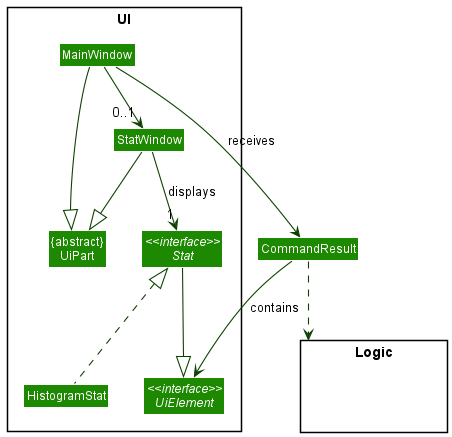 UI
MainWindow
0..1
StatWindow
receives
displays
1
{abstract}
UiPart
<<interface>>
Stat
CommandResult
contains
Logic
HistogramStat
<<interface>>
UiElement